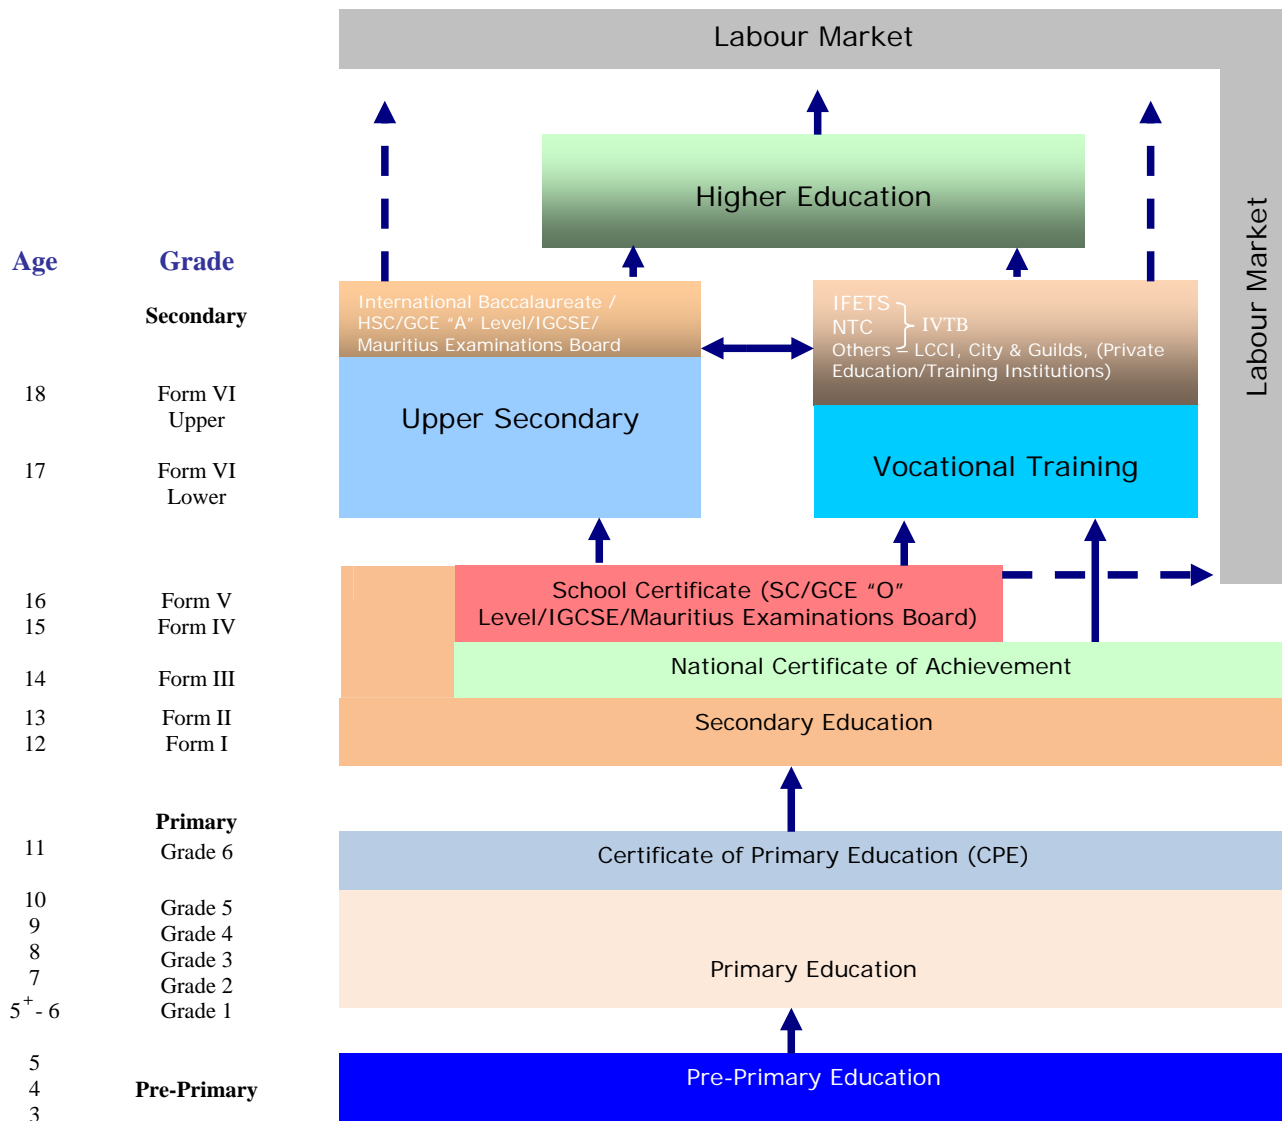 Labour Market
Labour Market
Higher Education
Age Grade
Secondary
International Baccalaureate /
HSC/GCE “A” Level/IGCSE/
Mauritius Examinations Board
IFETS
NTC
IVTB
Others – LCCI, City & Guilds, (Private
Education/Training Institutions)
18 Form VI
Upper
Upper Secondary
17 Form VI
Lower
Vocational Training
School Certificate (SC/GCE “O”
Level/IGCSE/Mauritius Examinations Board)
16 Form V
15 Form IV
National Certificate of Achievement
14 Form III
13 Form II
Secondary Education
12 Form I
Primary
11 Grade 6
Certificate of Primary Education (CPE)
10 Grade 5
9 Grade 4
8 Grade 3
7 Grade 2
Primary Education
5+- 6 Grade 1
5
4 Pre-Primary
3
Pre-Primary Education